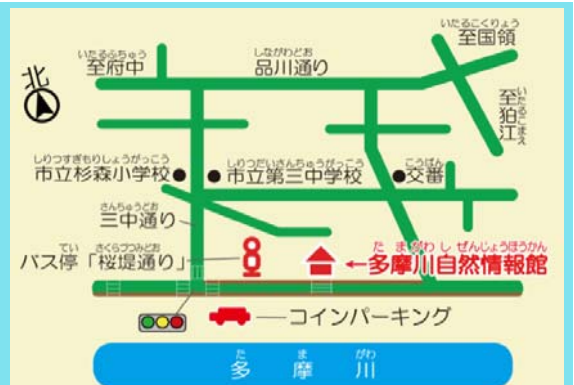 いたるこくりょう
至国領
いたるふちゅう
至府中
しながわどお
品川通り
北
いたるこまえ
至狛江
しりつすぎもりしょうがっこう
市立杉森小学校
しりつだいさんちゅうがっこう
市立第三中学校
こうばん
交番
さんちゅうどお
三中通り
てい さくらづつみどお
バス停「桜堤通り」
たまがわしぜんじょうほうかん
←多摩川自然情報館
コインパーキング
たまがわ
多摩川